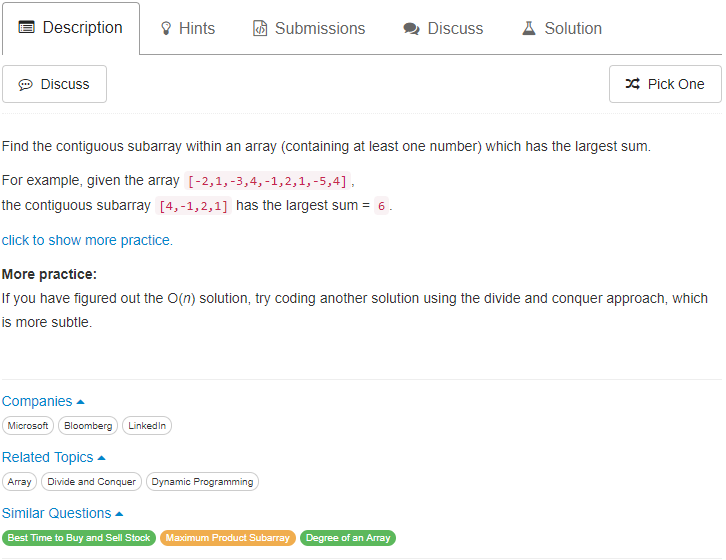 Description Hints Submissions Discuss Solution
Discuss Pick One
Find the contiguous subarray within an array (containing at least one number) which has the largest sum.
For example, given the array [-2,1,-3,4,-1,2,1,-5,4],
the contiguous subarray [4,-1,2,1] has the largest sum = 6.
click to show more practice.
More practice:
If you have figured out the O(n) solution, try coding another solution using the divide and conquer approach, which
is more subtle.
Companies
Microsoft Bloomberg LinkedIn
Related Topics
Array Divide and Conquer Dynamic Programming
Similar Questions
Best Time to Buy and Sell Stock Maximum Product Subarray Degree of an Array